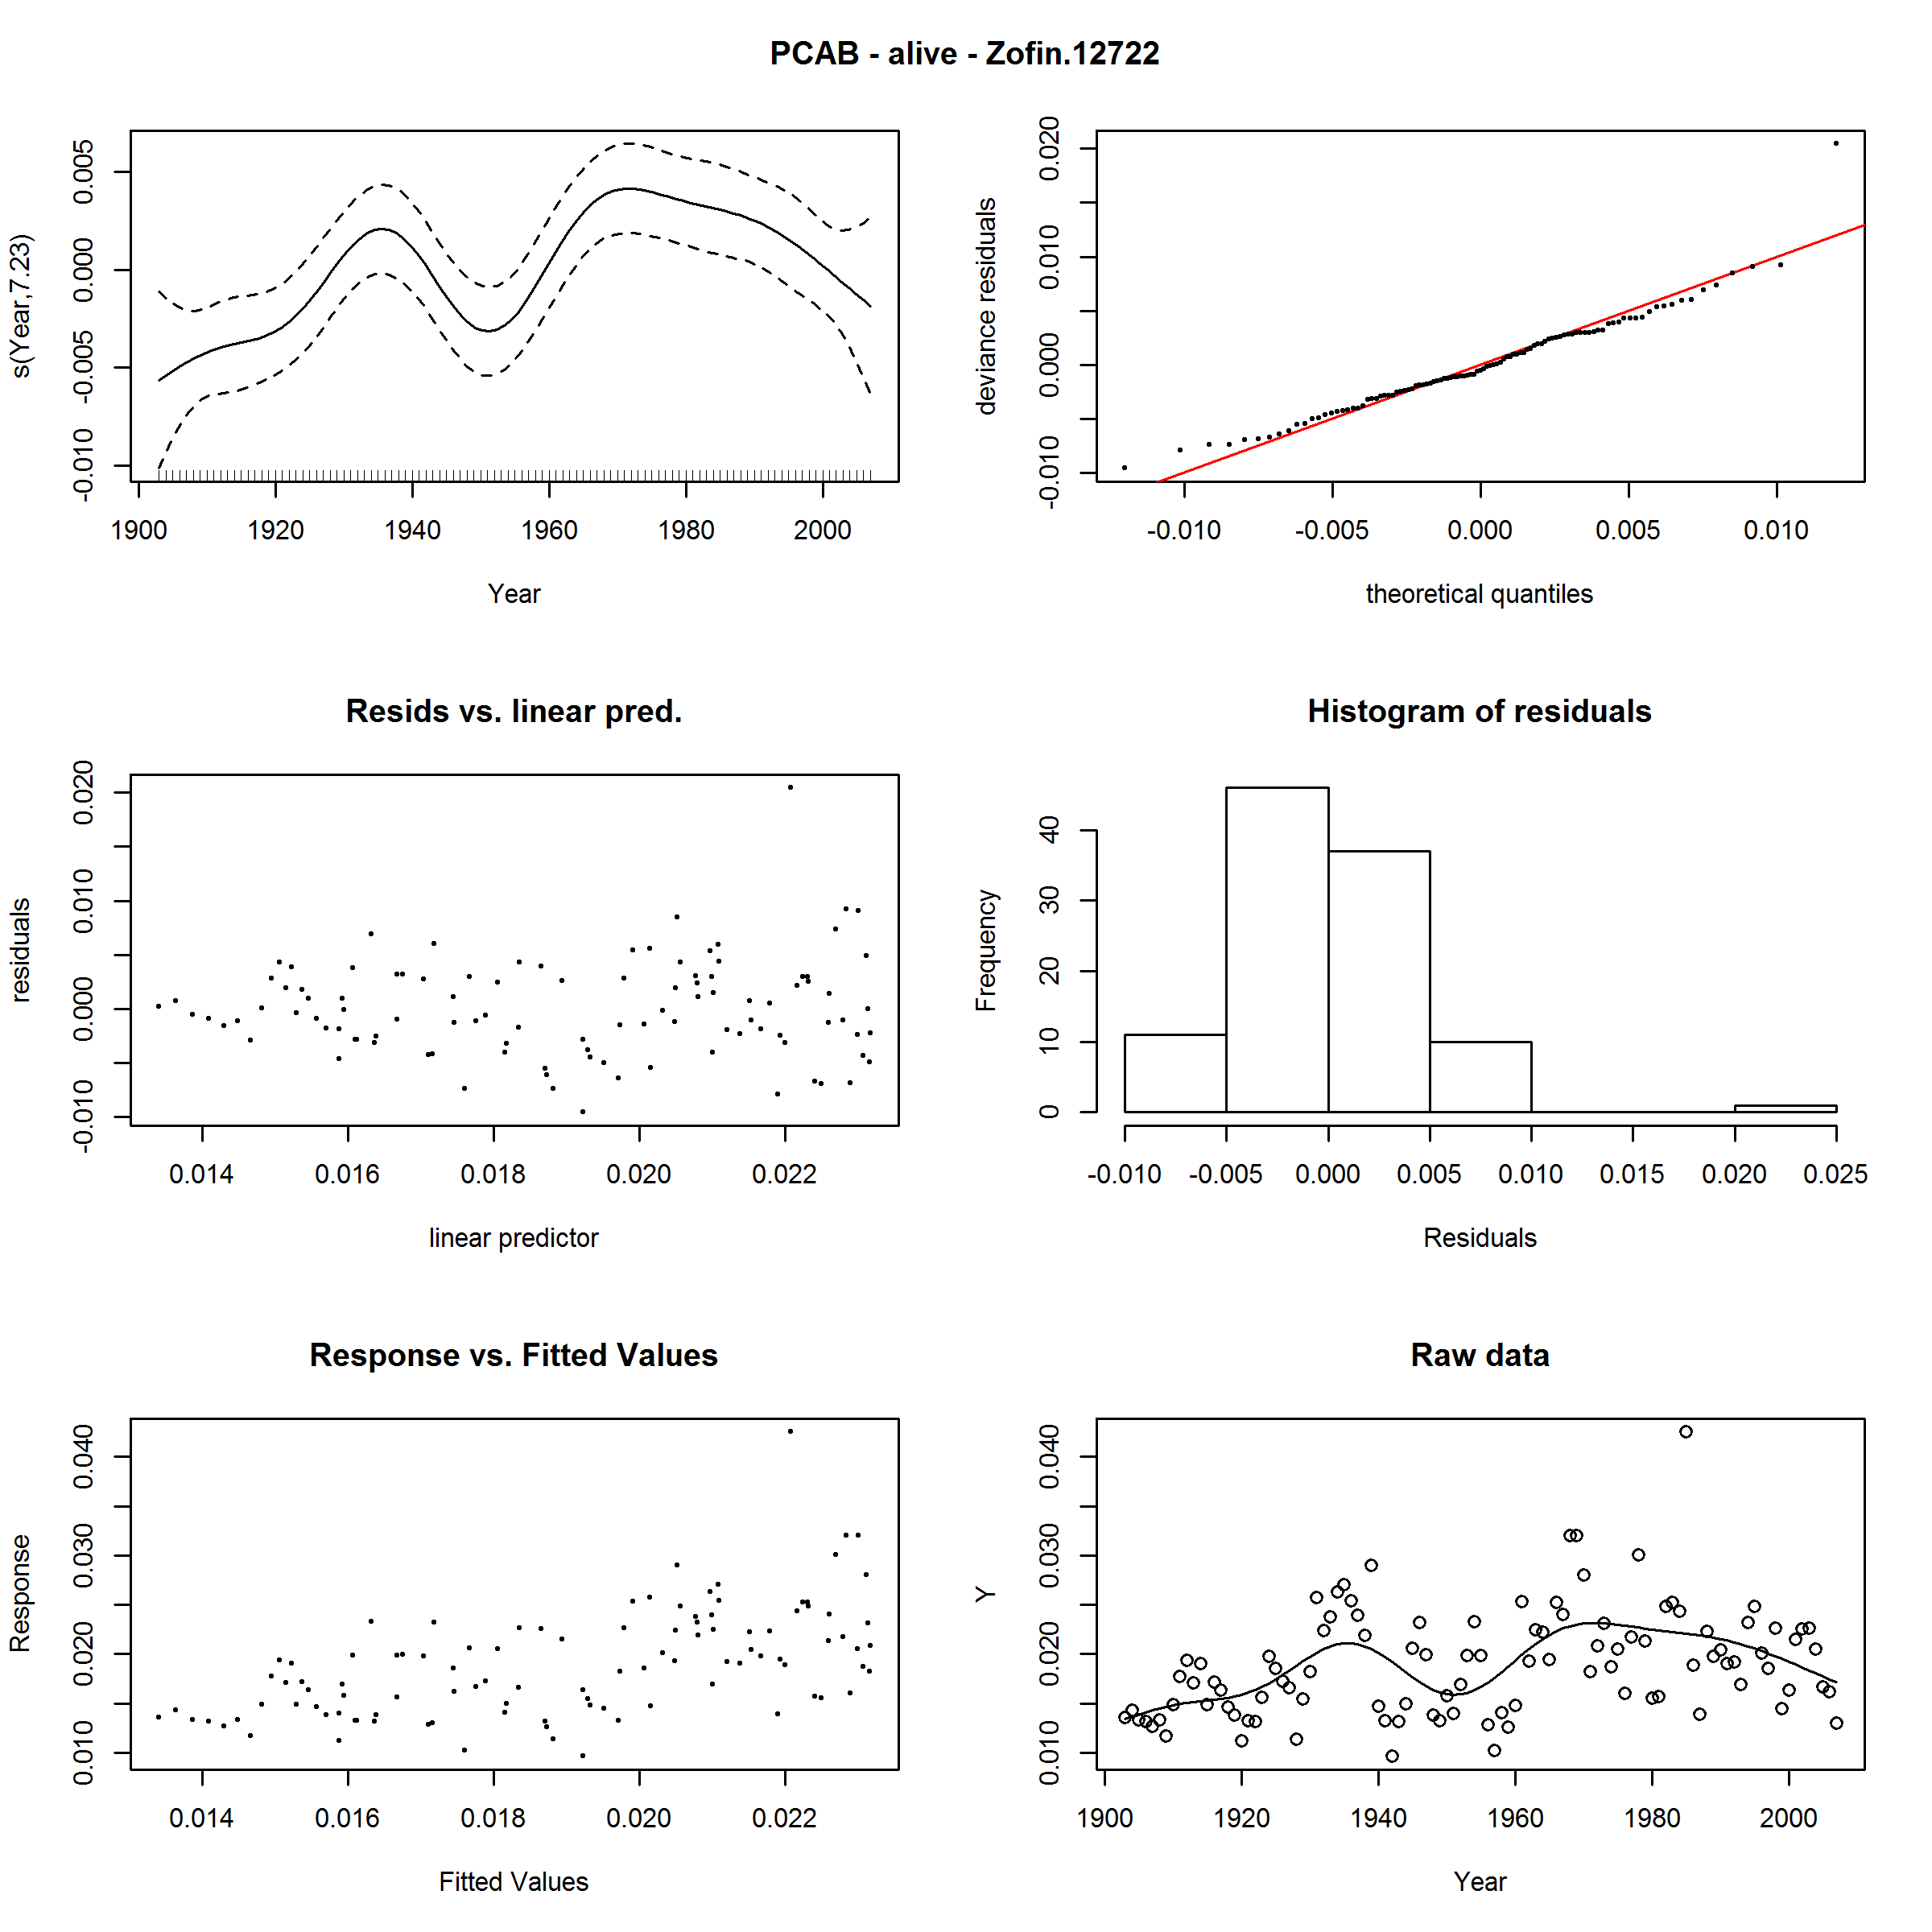 PCAB - alive - Zofin.12722
s(Year,7.23)
0.005
0.000
-0.005
-0.010
1900 1920 1940 1960 1980 2000
Year
deviance residuals
0.020
0.010
0.000
-0.010
-0.010 -0.005 0.000 0.005 0.010
theoretical quantiles
Resids vs. linear pred.
residuals
0.020
0.010
0.000
-0.010
0.014 0.016 0.018 0.020 0.022
linear predictor
Histogram of residuals
Frequency
40
30
20
10
0
-0.010 -0.005 0.000 0.005 0.010 0.015 0.020 0.025
Residuals
Response vs. Fitted Values
Response
0.040
0.030
0.020
0.010
0.014 0.016 0.018 0.020 0.022
Fitted Values
Raw data
Y
0.040
0.030
0.020
0.010
1900 1920 1940 1960 1980 2000
Year